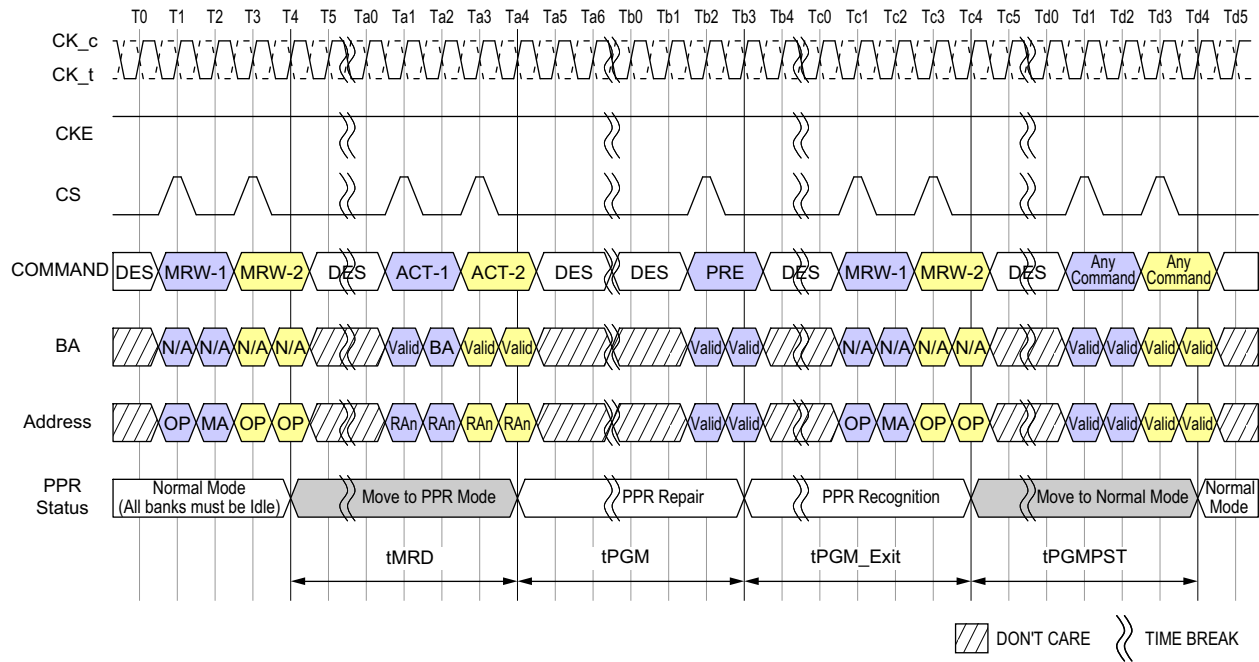 T0 T1 T2 T3 T4 T5 Ta0 Ta1 Ta2 Ta3 Ta4 Ta5 Ta6 Tb0 Tb1 Tb2 Tb3 Tb4 Tc0 Tc1 Tc2 Tc3 Tc4 Tc5 Td0 Td1 Td2 Td3 Td4 Td5
CK_c
CK_t
CKE
CS
COMMAND DES MRW-1 MRW-2 DES ACT-1 ACT-2 DES DES PRE DES MRW-1 MRW-2 DES Any Command Any Command
BA N/A N/A N/A N/A Valid BA Valid Valid Valid Valid N/A N/A N/A N/A Valid Valid Valid Valid
Address OP MA OP OP RAn RAn RAn RAn Valid Valid OP MA OP OP Valid Valid Valid Valid
PPR Status Normal Mode (All banks must be Idle) Move to PPR Mode PPR Repair PPR Recognition Move to Normal Mode Normal Mode
tMRD tPGM tPGM_Exit tPGMPST
DON'T CARE TIME BREAK